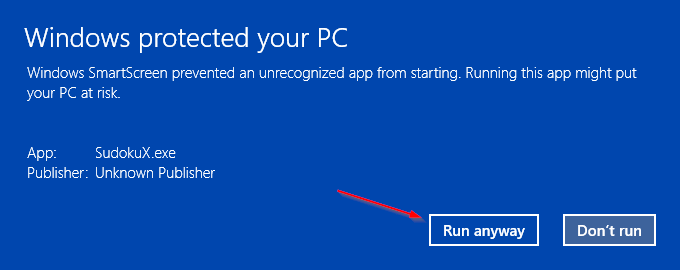 Windows protected your PC
Windows SmartScreen prevented an unrecognized app from starting. Running this app might put
your PC at risk.
App: SudokuX.exe
Publisher: Unknown Publisher
Run anyway Don't run